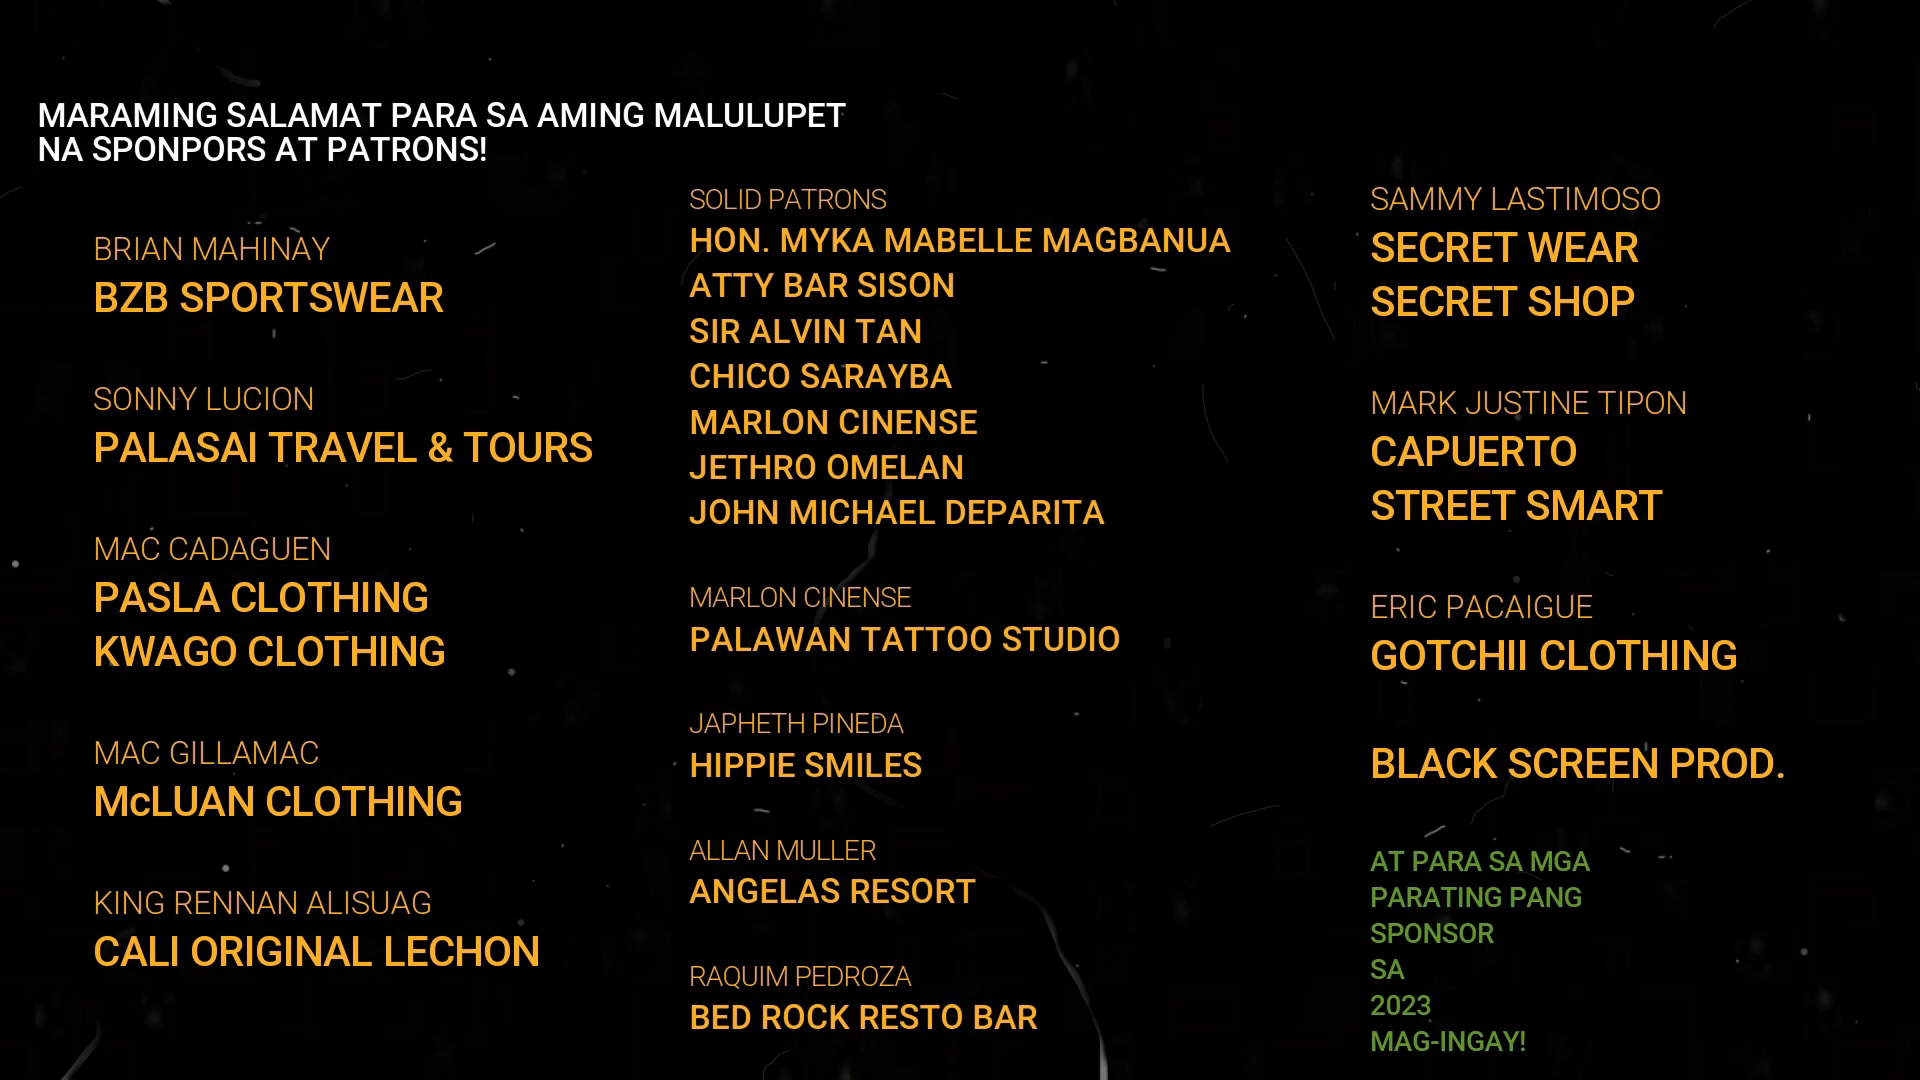 MARAMING SALAMAT PARA SA AMING MALULUPET
NA SPONPORS AT PATRONS!
BRIAN MAHINAY
BZB SPORTSWEAR
SONNY LUCION
PALASAI TRAVEL & TOURS
MAC CADAGUEN
PASLA CLOTHING
KWAGO CLOTHING
MAC GILLAMAC
McLUAN CLOTHING
KING RENNAN ALISUAG
CALI ORIGINAL LECHON
SOLID PATRONS
HON. MYKA MABELLE MAGBANUA
ATTY BAR SISON
SIR ALVIN TAN
CHICO SARAYBA
MARLON CINENSE
JETHRO OMELAN
JOHN MICHAEL DEPARITA
MARLON CINENSE
PALAWAN TATTOO STUDIO
JAPHETH PINEDA
HIPPIE SMILES
ALLAN MULLER
ANGELAS RESORT
RAQUIM PEDROZA
BED ROCK RESTO BAR
SAMMY LASTIMOSO
SECRET WEAR
SECRET SHOP
MARK JUSTINE TIPON
CAPUERTO
STREET SMART
ERIC PACAIGUE
GOTCHII CLOTHING
BLACK SCREEN PROD.
AT PARA SA MGA
PARATING PANG
SPONSOR
SA
2023
MAG-INGAY!